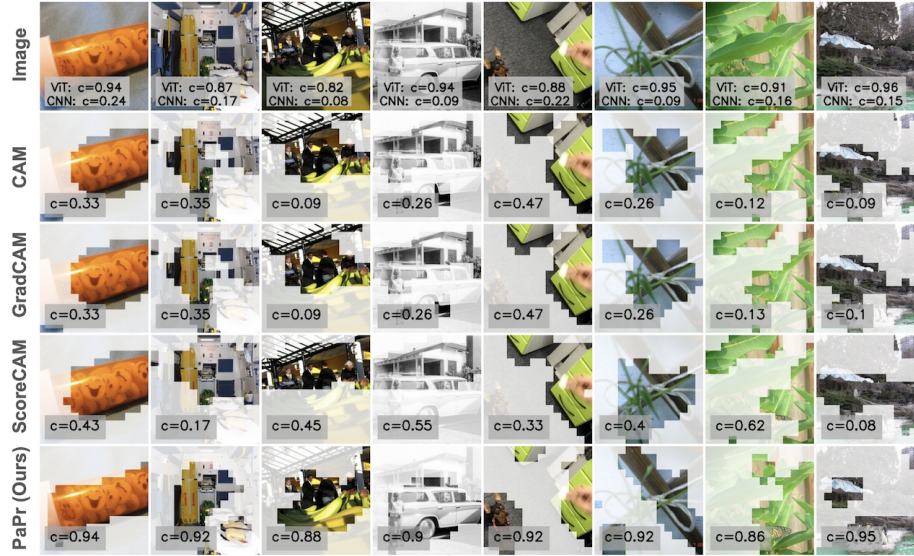 Image
ViT: c=0.94
CNN: c=0.24
ViT: c=0.87
CNN: c=0.17
ViT: c=0.82
CNN: c=0.08
ViT: c=0.94
CNN: c=0.09
ViT: c=0.88
CNN: c=0.22
ViT: c=0.95
CNN: c=0.09
ViT: c=0.91
CNN: c=0.16
ViT: c=0.96
CNN: c=0.15
CAM
c=0.33
c=0.35
c=0.09
c=0.26
c=0.47
c=0.26
c=0.12
c=0.09
GradCAM
c=0.33
c=0.35
c=0.09
c=0.26
c=0.47
c=0.26
c=0.13
c=0.1
ScoreCAM
c=0.43
c=0.17
c=0.45
c=0.55
c=0.33
c=0.4
c=0.62
c=0.08
PaPr (Ours)
c=0.94
c=0.92
c=0.88
c=0.9
c=0.92
c=0.92
c=0.86
c=0.95